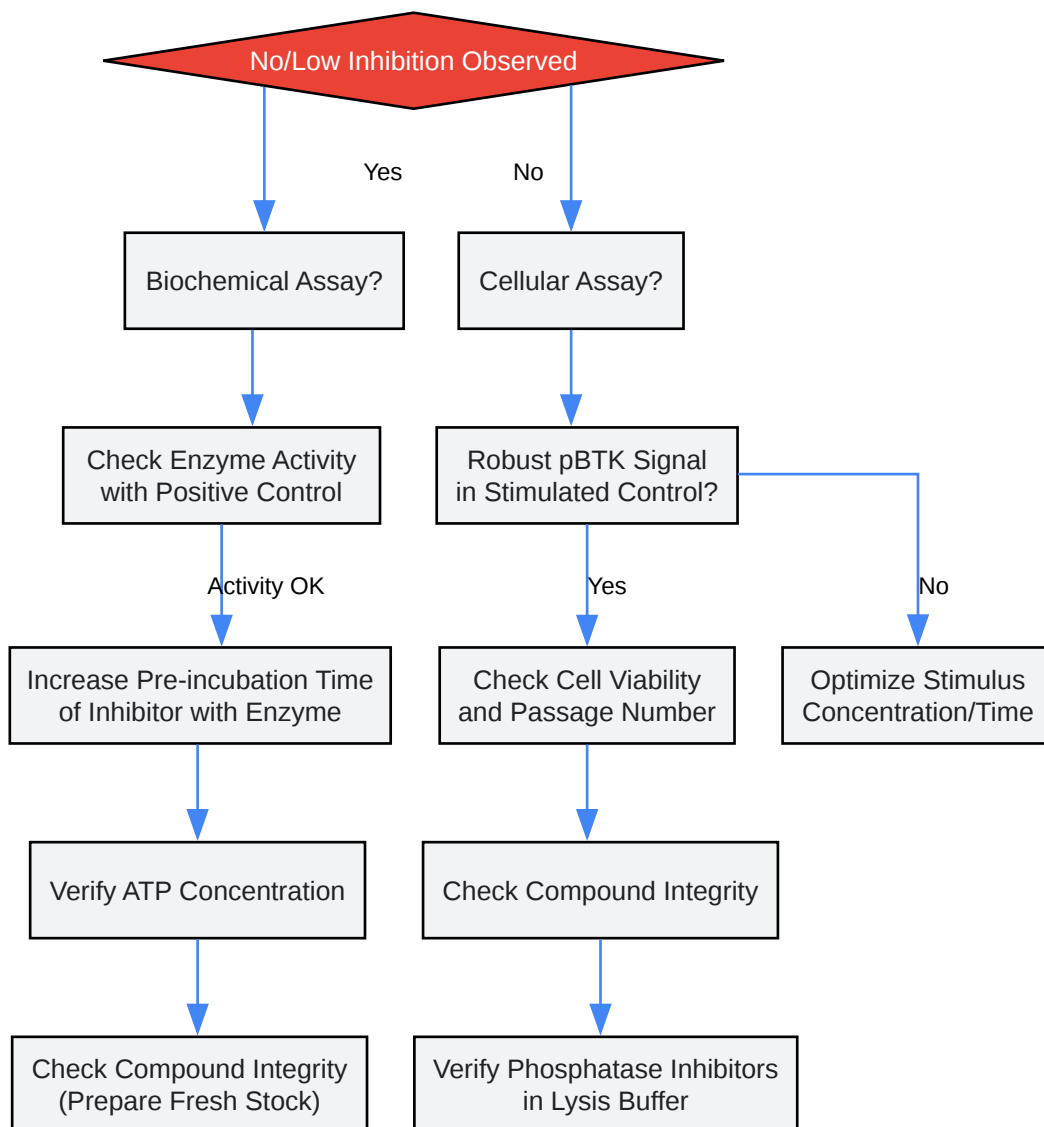 No/Low Inhibition Observed
Yes
No
Biochemical Assay?
Cellular Assay?
Check Enzyme Activity
with Positive Control
Robust pBTK Signal
in Stimulated Control?
Activity OK
Yes
No
Increase Pre-incubation Time
of Inhibitor with Enzyme
Check Cell Viability
and Passage Number
Optimize Stimulus
Concentration/Time
Verify ATP Concentration
Check Compound Integrity
Check Compound Integrity
(Prepare Fresh Stock)
Verify Phosphatase Inhibitors
in Lysis Buffer